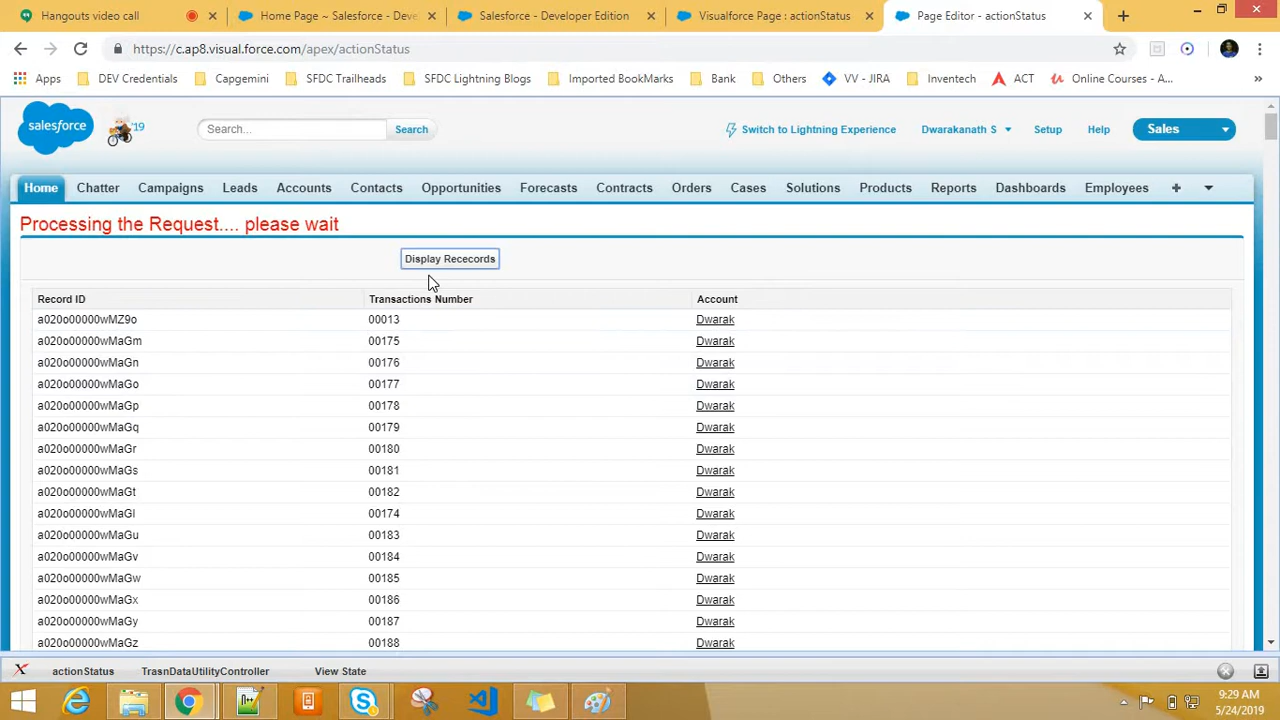 Hangouts video call
Home Page ~ Salesforce - Deve
Salesforce - Developer Edition
Visualforce Page : actionStatus
Page Editor - actionStatus
https://c.ap8.visual.force.com/apex/actionStatus
Apps DEV Credentials Capgemini SFDC Trailheads SFDC Lightning Blogs Imported BookMarks Bank Others VV - JIRA Inventech ACT Online Courses - A...
salesforce '19 Search... Search Switch to Lightning Experience Dwarakanath S Setup Help Sales
Home Chatter Campaigns Leads Accounts Contacts Opportunities Forecasts Contracts Orders Cases Solutions Products Reports Dashboards Employees +
Processing the Request.... please wait
Display Rececords
Record ID Transactions Number Account
a020o00000wMZ9o 00013 Dwarak
a020o00000wMaGm 00175 Dwarak
a020o00000wMaGn 00176 Dwarak
a020o00000wMaGo 00177 Dwarak
a020o00000wMaGp 00178 Dwarak
a020o00000wMaGq 00179 Dwarak
a020o00000wMaGr 00180 Dwarak
a020o00000wMaGs 00181 Dwarak
a020o00000wMaGt 00182 Dwarak
a020o00000wMaGl 00174 Dwarak
a020o00000wMaGu 00183 Dwarak
a020o00000wMaGv 00184 Dwarak
a020o00000wMaGw 00185 Dwarak
a020o00000wMaGx 00186 Dwarak
a020o00000wMaGy 00187 Dwarak
a020o00000wMaGz 00188 Dwarak
actionStatus TrasnDataUtilityController View State
9:29 AM
5/24/2019